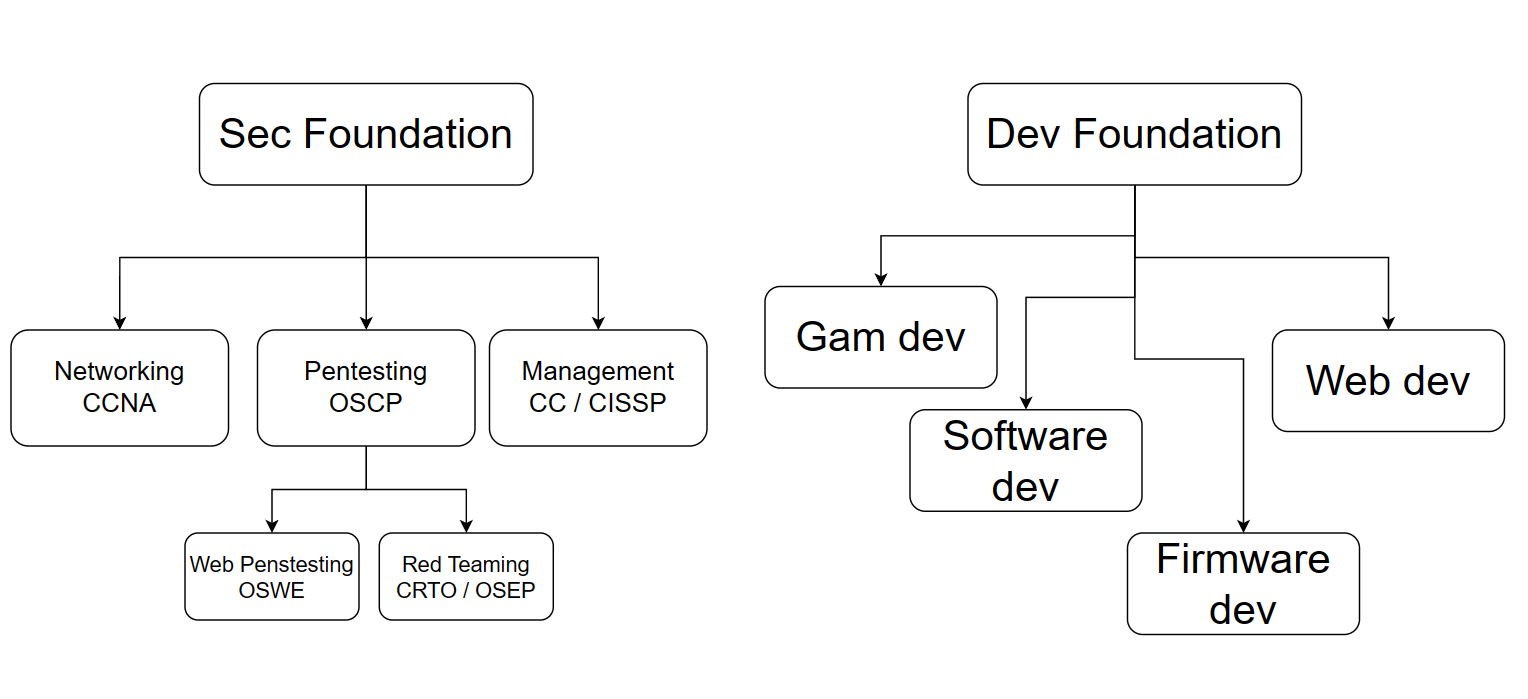 Sec Foundation
Dev Foundation
Gam dev
Networking
CCNA
Pentesting
OSCP
Management
CC / CISSP
Web dev
Software
dev
Web Penstesting
OSWE
Red Teaming
CRTO / OSEP
Firmware
dev